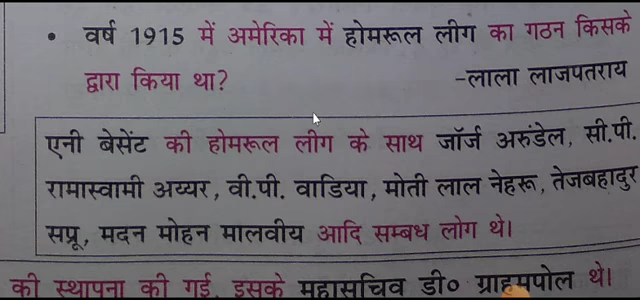 • वर्ष 1915 में अमेरिका में होमरूल लीग का गठन किसके
द्वारा किया था? -लाला लाजपतराय
एनी बेसेंट की होमरूल लीग के साथ जॉर्ज अरुंडेल, सी.पी.
रामास्वामी अय्यर, वी.पी. वाडिया, मोती लाल नेहरू, तेजबहादुर
सप्रू, मदन मोहन मालवीय आदि सम्बध लोग थे।
की स्थापना की गई, इसके महासचिव डी० ग्राहमपोल थे।